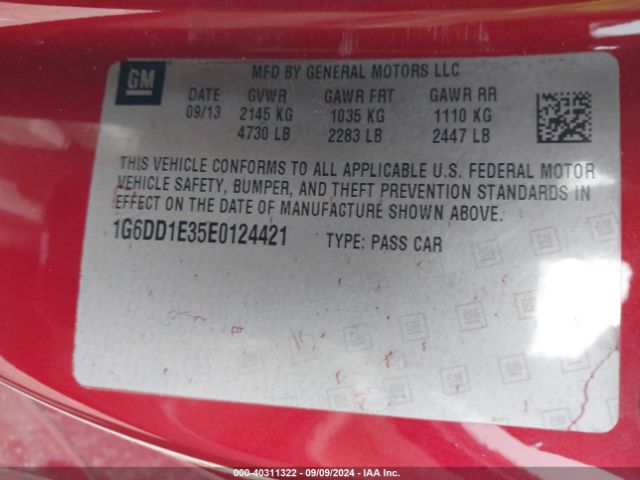 GM
MFD BY GENERAL MOTORS LLC
DATE GVWR GAWR FRT GAWR RR
09/13 2145 KG 1035 KG 1110 KG
4730 LB 2283 LB 2447 LB
THIS VEHICLE CONFORMS TO ALL APPLICABLE U.S. FEDERAL MOTOR
VEHICLE SAFETY, BUMPER, AND THEFT PREVENTION STANDARDS IN
EFFECT ON THE DATE OF MANUFACTURE SHOWN ABOVE.
1G6DD1E35E0124421 TYPE: PASS CAR
000-40311322 - 09/09/2024 - IAA Inc.